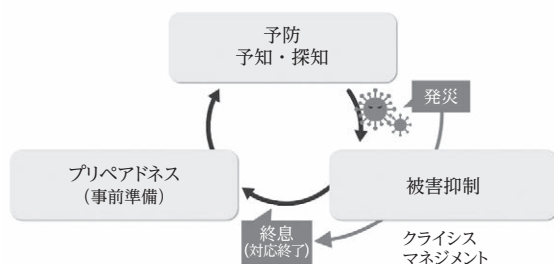 予防
予知・探知
発災
プリペアドネス
（事前準備）
被害抑制
終息
(対応終了)
クライシス
マネジメント